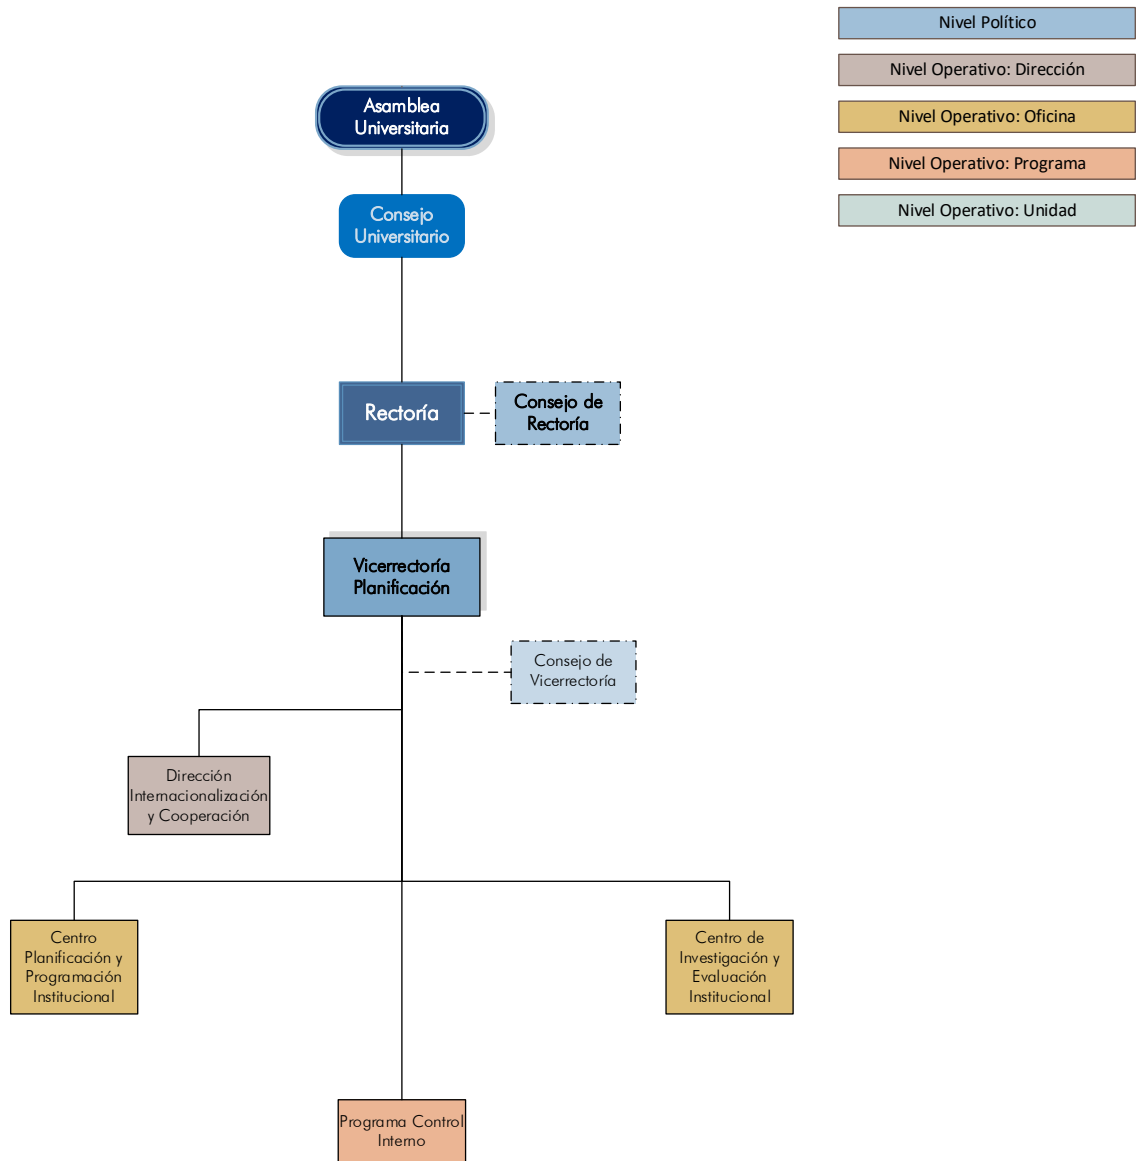 Nivel Político
Nivel Operativo: Dirección
Nivel Operativo: Oficina
Nivel Operativo: Programa
Nivel Operativo: Unidad
Asamblea
Universitaria
Consejo
Universitario
Rectoría
Consejo de
Rectoría
Vicerrectoría
Planificación
Consejo de
Vicerrectoría
Dirección
Internacionalización
y Cooperación
Centro
Planificación y
Programación
Institucional
Centro de
Investigación y
Evaluación
Institucional
Programa Control
Interno